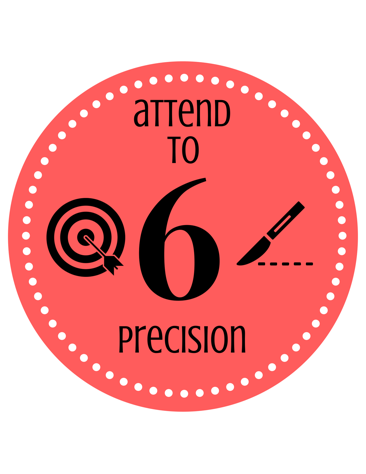 aTTenD
TO
6
Precision